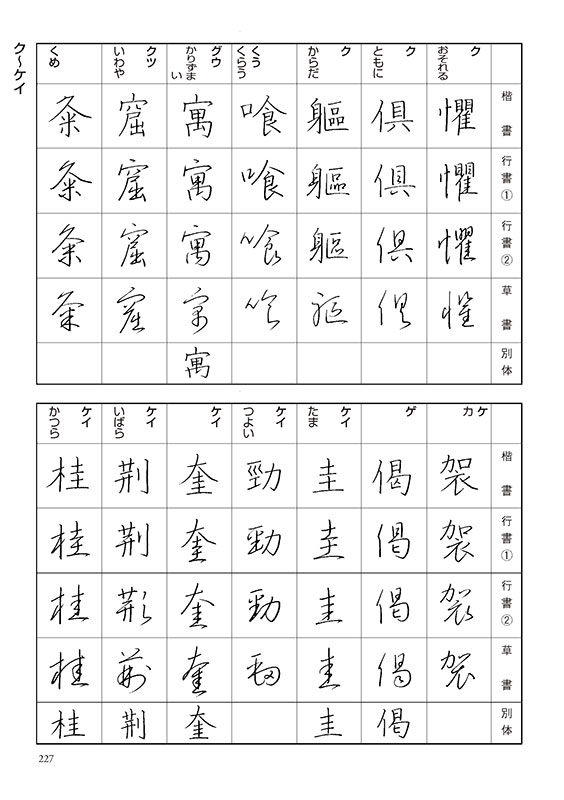 ク〜ケイ
楷書 行書① 行書② 草書 別体
ク おそれる 懼 懼 懼 懼
ク ともに 倶 倶 倶 倶
ク からだ 軀 軀 軀 軀
くう くらう 喰 喰 喰 喰
グウ かりずまい 寓 寓 寓 寓 寓
クツ いわや 窟 窟 窟 窟
くめ 粂 粂 粂 粂
楷書 行書① 行書② 草書 別体
ケ カ 袈 袈 袈 袈
ゲ 偈 偈 偈 偈 偈
ケイ たま 圭 圭 圭 圭 圭
ケイ つよい 勁 勁 勁 勁
ケイ 奎 奎 奎 奎 奎
ケイ いばら 荊 荊 荊 荊 荊
ケイ かつら 桂 桂 桂 桂 桂
227